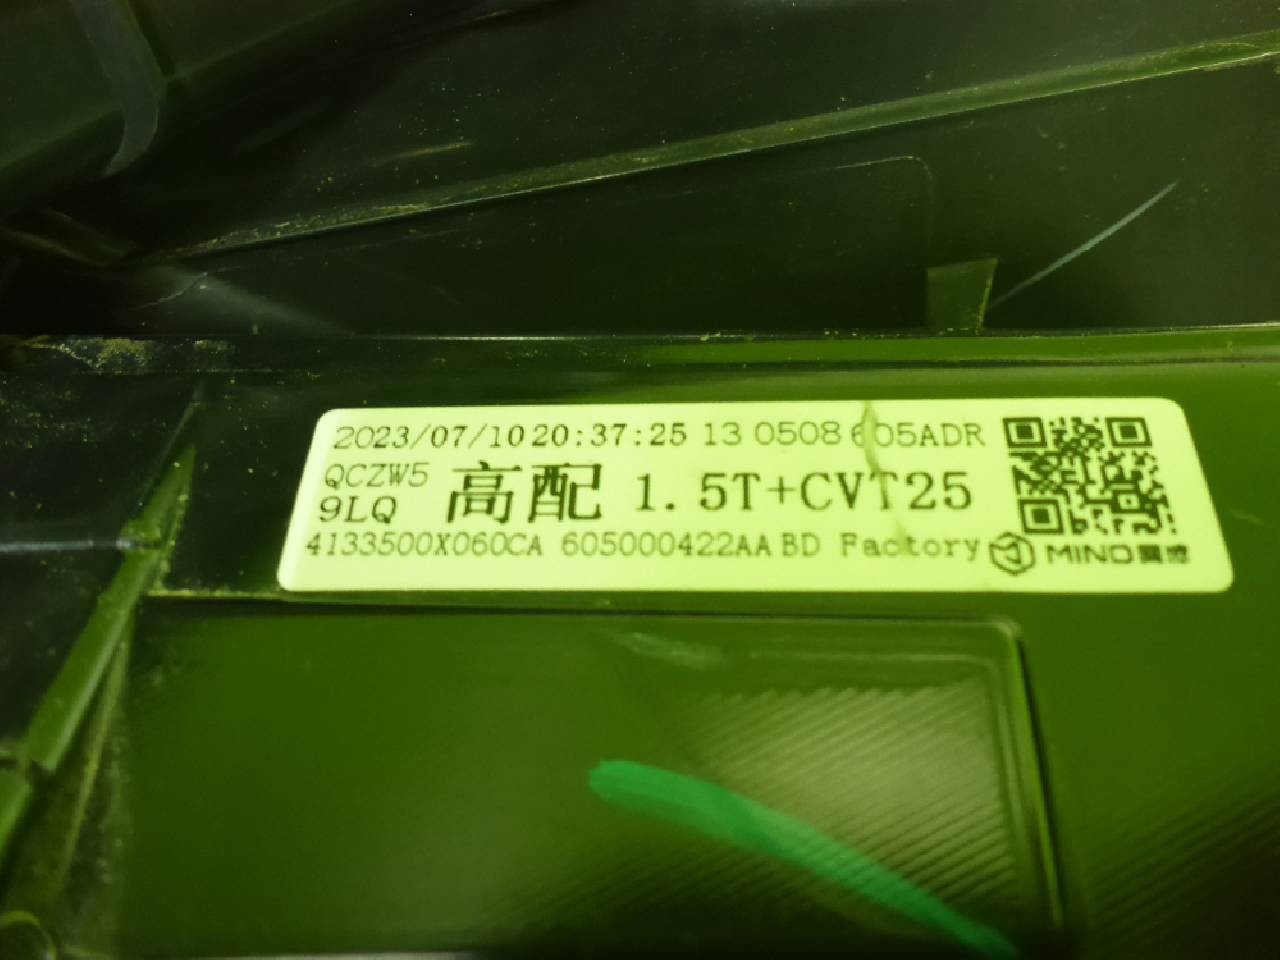 2023/07/10 20:37:25 13 0508 605ADR
QCZW5
9LQ
高配 1.5T+CVT25
4133500X060CA 605000422AA BD Factory
MIND